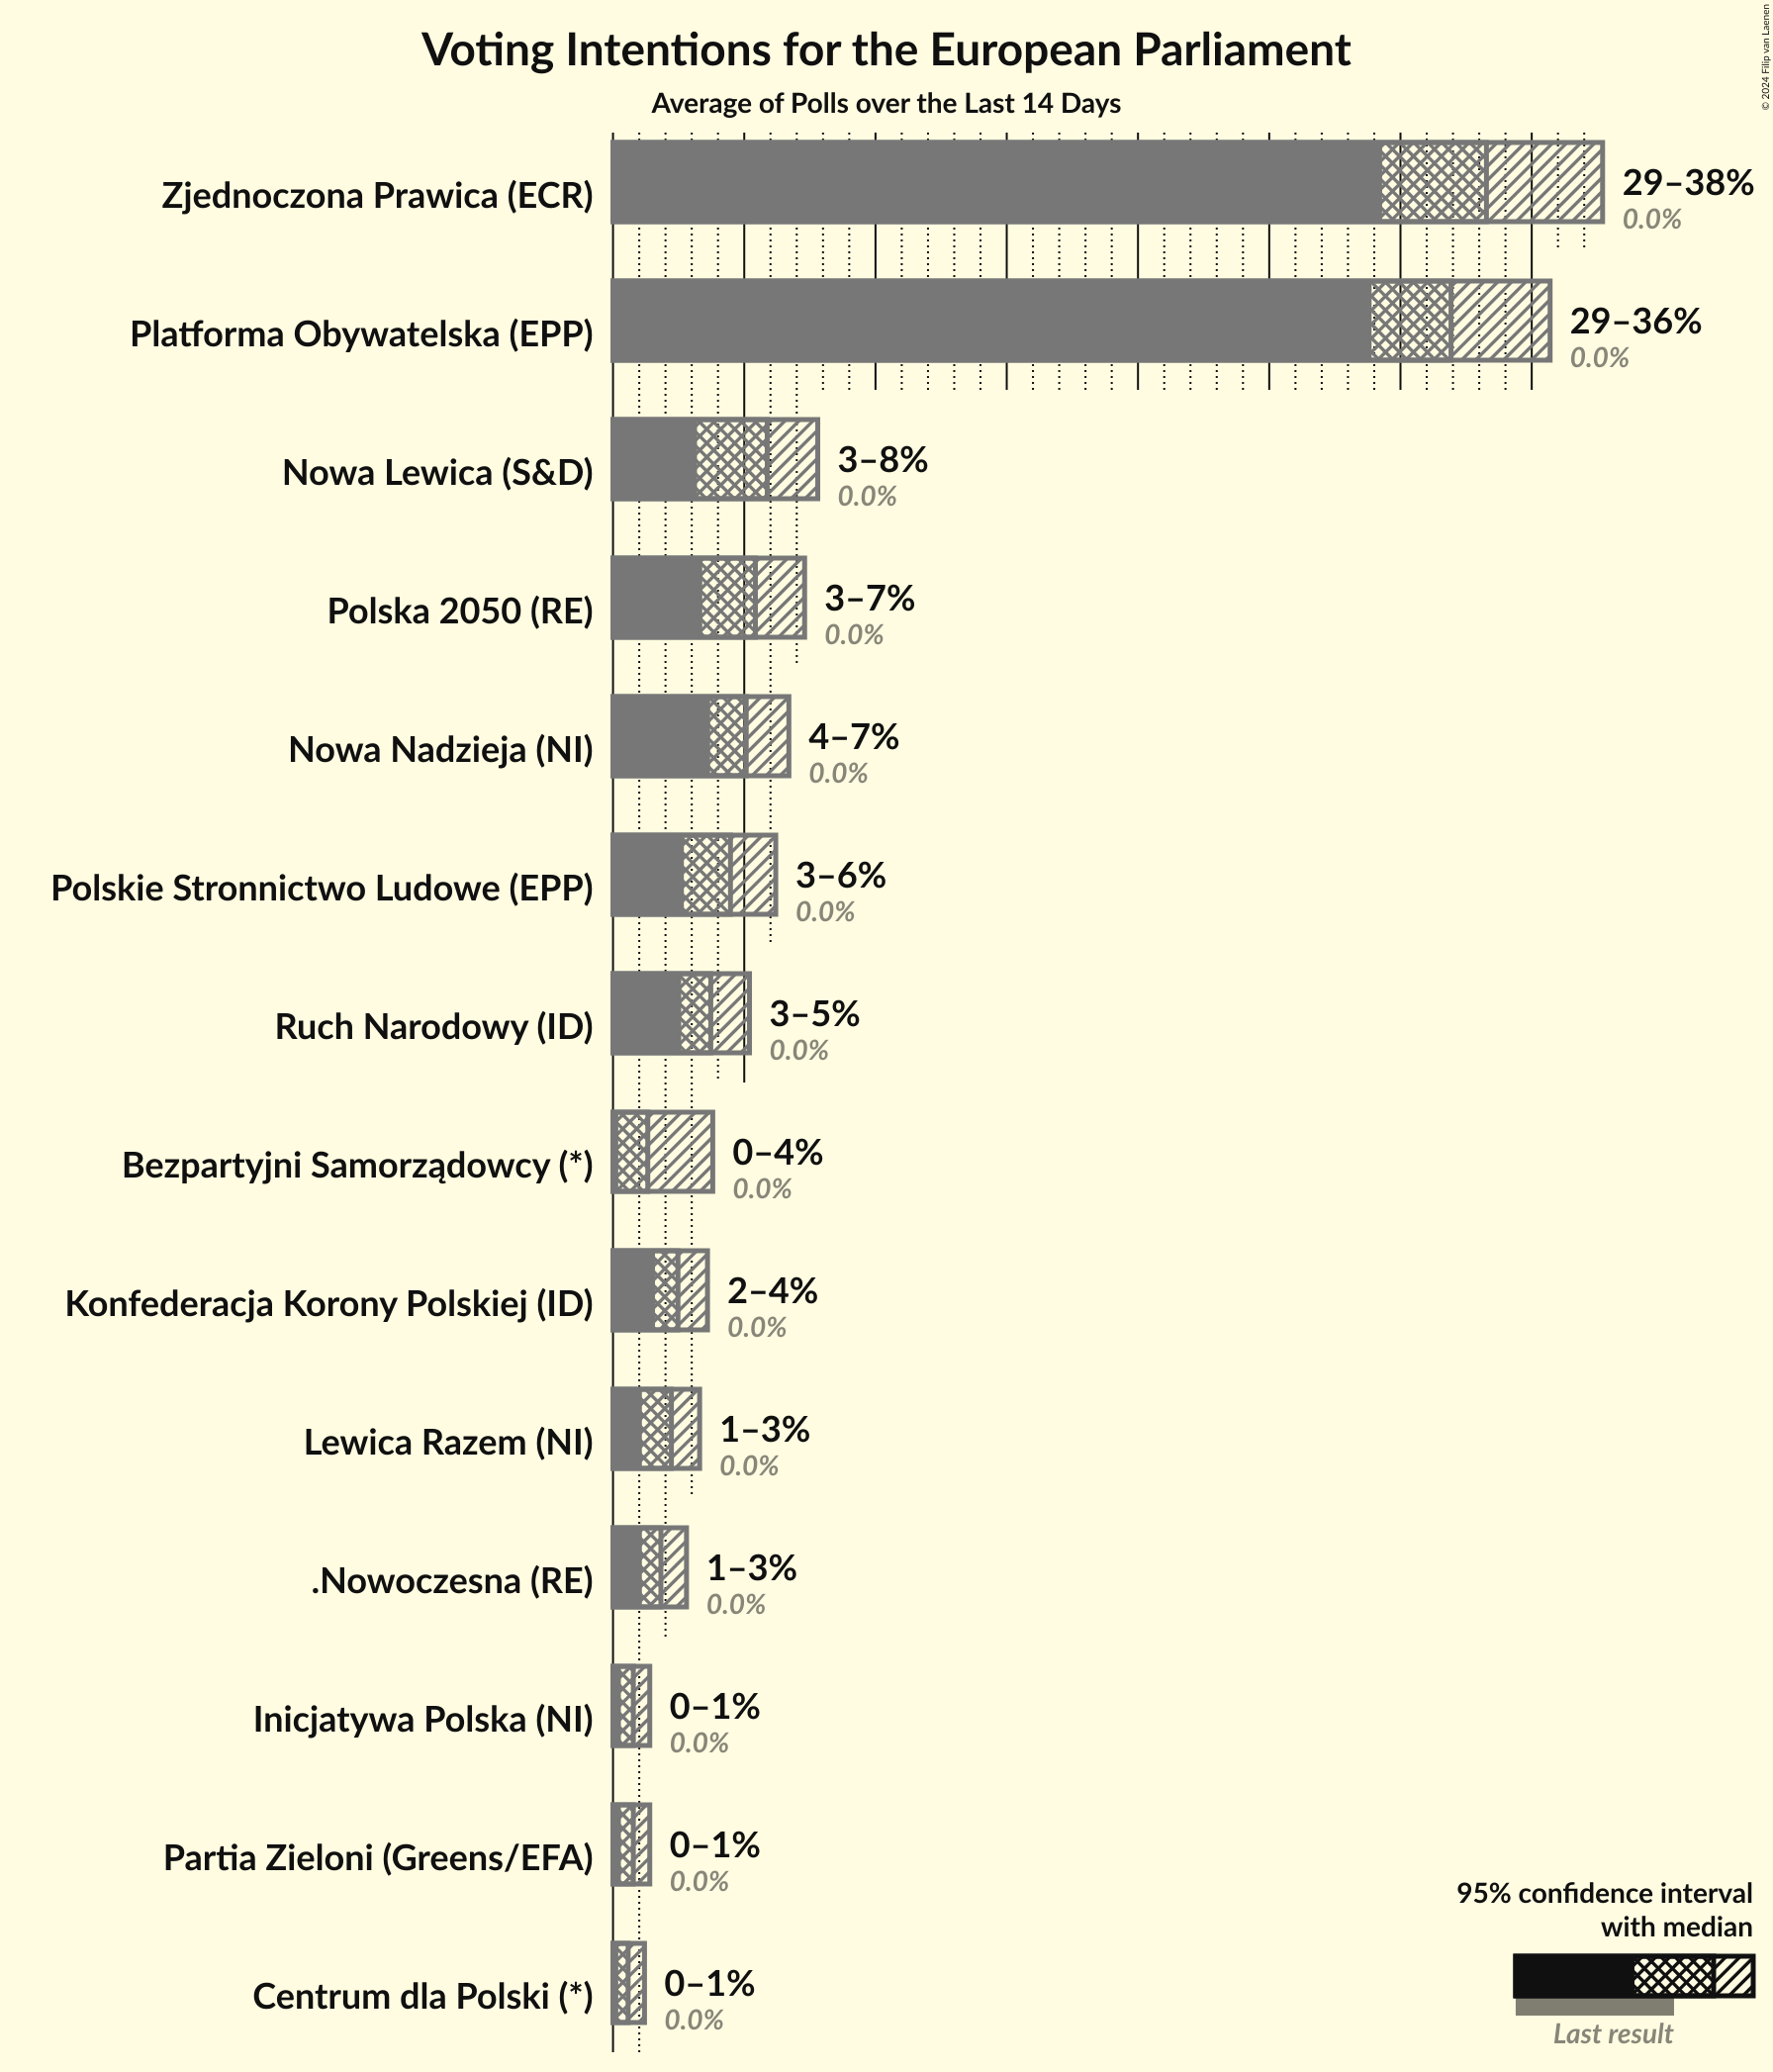 Voting Intentions for the European Parliament
Average of Polls over the Last 14 Days
© 2024 Filip van Laenen
Zjednoczona Prawica (ECR)
29–38%
0.0%
Platforma Obywatelska (EPP)
29–36%
0.0%
Nowa Lewica (S&D)
3–8%
0.0%
Polska 2050 (RE)
3–7%
0.0%
Nowa Nadzieja (NI)
4–7%
0.0%
Polskie Stronnictwo Ludowe (EPP)
3–6%
0.0%
Ruch Narodowy (ID)
3–5%
0.0%
Bezpartyjni Samorządowcy (*)
0–4%
0.0%
Konfederacja Korony Polskiej (ID)
2–4%
0.0%
Lewica Razem (NI)
1–3%
0.0%
.Nowoczesna (RE)
1–3%
0.0%
Inicjatywa Polska (NI)
0–1%
0.0%
Partia Zieloni (Greens/EFA)
0–1%
0.0%
Centrum dla Polski (*)
0–1%
0.0%
95% confidence interval
with median
Last result